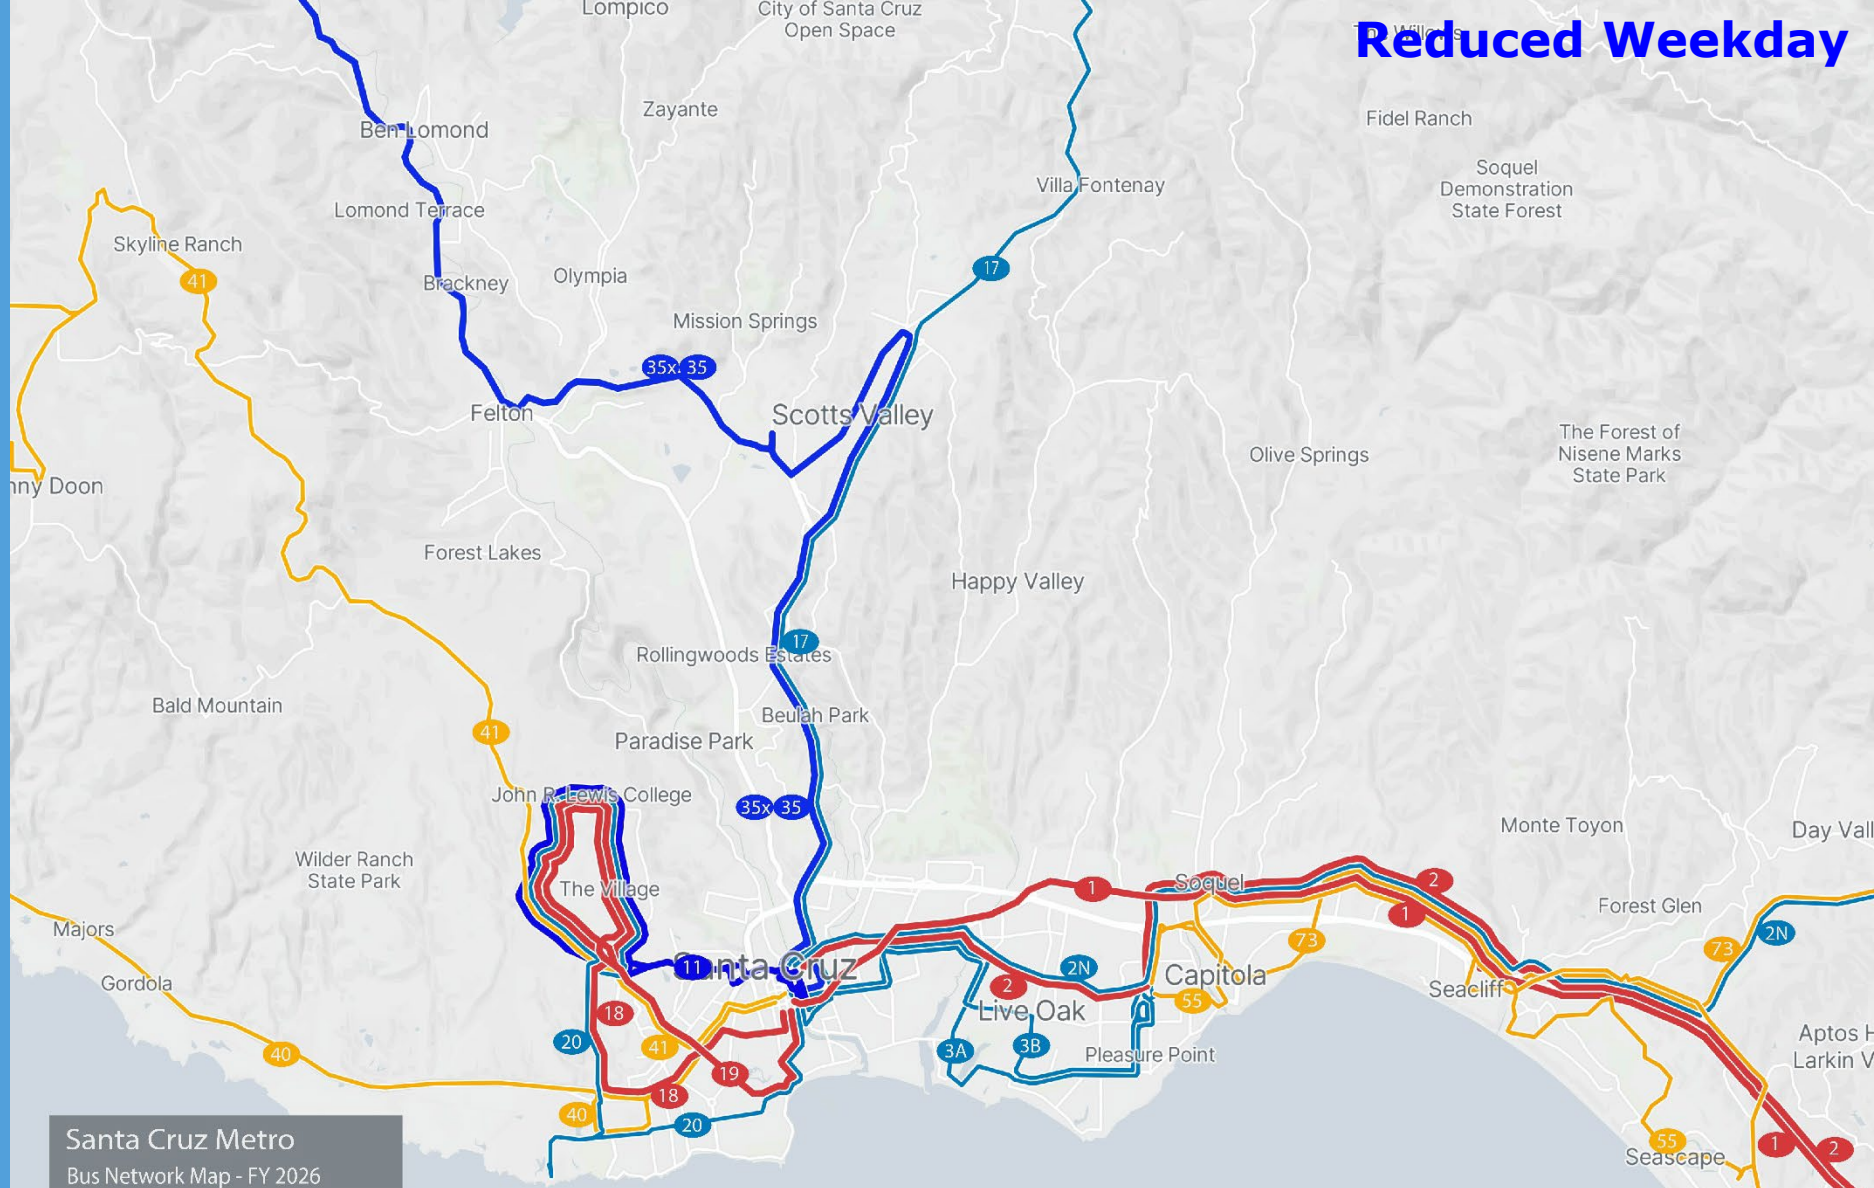 Lompico
City of Santa Cruz
Open Space
Reduced Weekday
Zayante
Fidel Ranch
Ben Lomond
Soquel
Demonstration
State Forest
Villa Fontenay
Lomond Terrace
Skyline Ranch
17
41
Brackney
Olympia
Mission Springs
35x
35
Felton
Scotts Valley
The Forest of
Nisene Marks
State Park
Olive Springs
nny Doon
Forest Lakes
Happy Valley
17
Rollingwoods Estates
Bald Mountain
Beulah Park
41
Paradise Park
John R. Lewis College
35x
35
Monte Toyon
Day Vall
Wilder Ranch
State Park
The Village
Soquel
2
1
1
Forest Glen
Majors
73
73
2N
Santa Cruz
11
2N
Capitola
Gordola
2
55
Seacliff
Live Oak
18
20
41
3A
3B
Pleasure Point
Aptos H
Larkin V
40
19
18
40
20
Santa Cruz Metro
Bus Network Map - FY 2026
55
Seascape
1
2